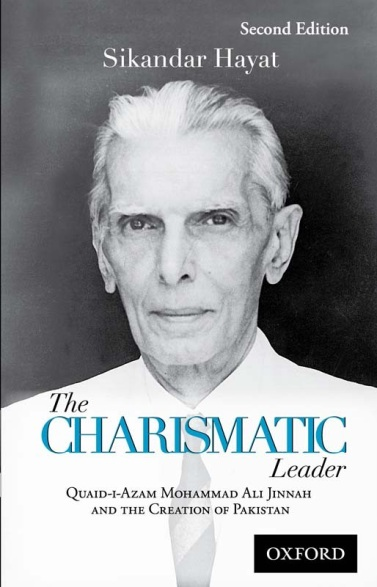 Second Edition
Sikandar Hayat
The
CHARISMATIC
Leader
Quaid-i-Azam Mohammad Ali Jinnah
and the Creation of Pakistan
OXFORD